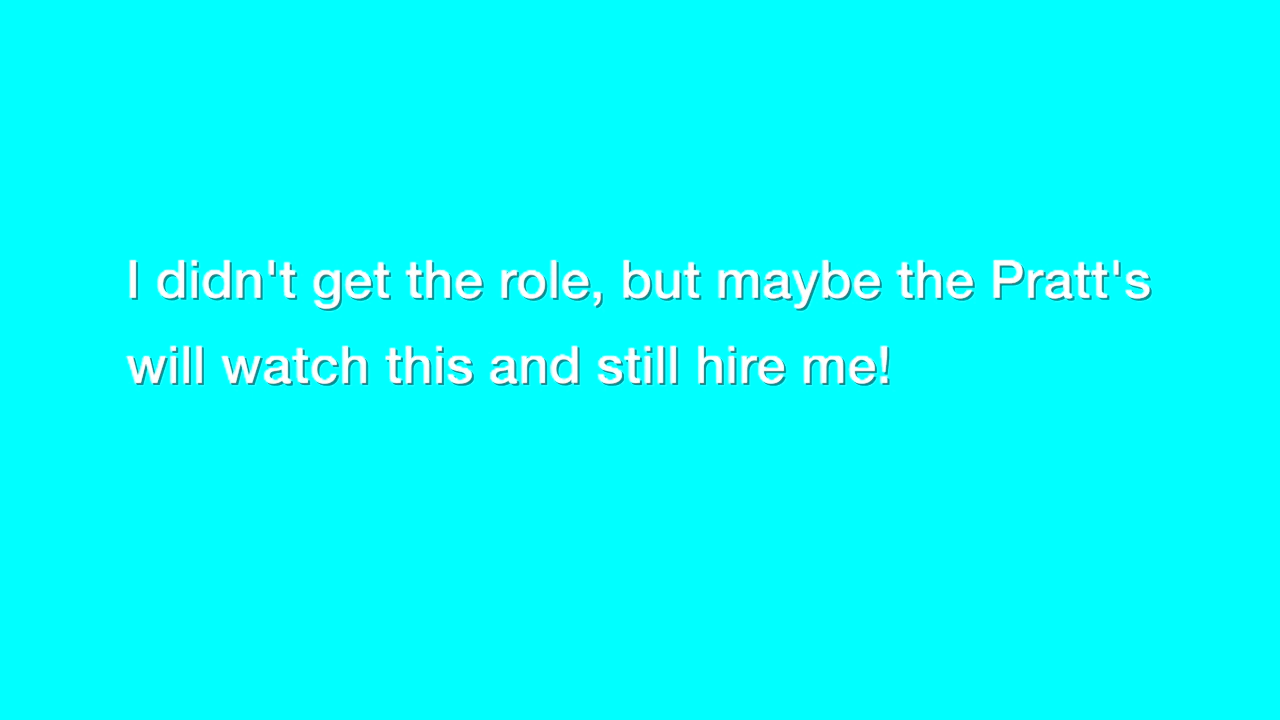 I didn't get the role, but maybe the Pratt's
will watch this and still hire me!